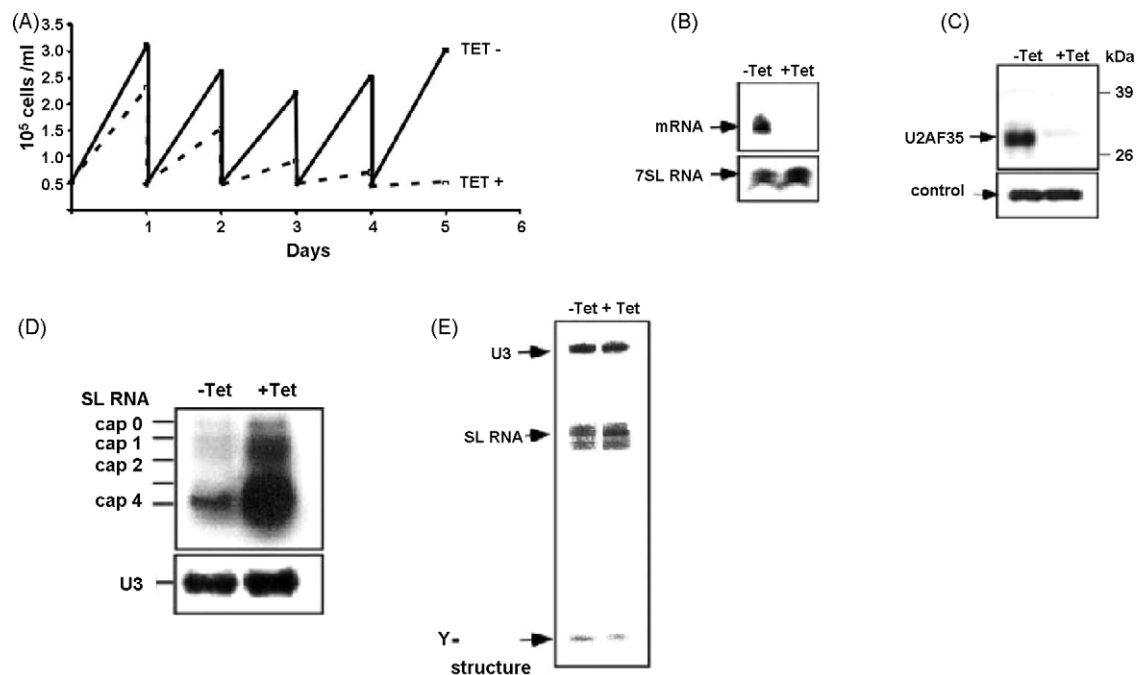 (A)
10⁵ cells /ml
3.5
3.0
2.5
2.0
1.5
1.0
0.5
0
1 2 3 4 5 6
Days
TET -
TET +
(B)
-Tet +Tet
mRNA
7SL RNA
(C)
-Tet +Tet kDa
39
U2AF35
26
control
(D)
-Tet +Tet
SL RNA
cap 0
cap 1
cap 2
cap 4
U3
(E)
-Tet + Tet
U3
SL RNA
Y-
structure